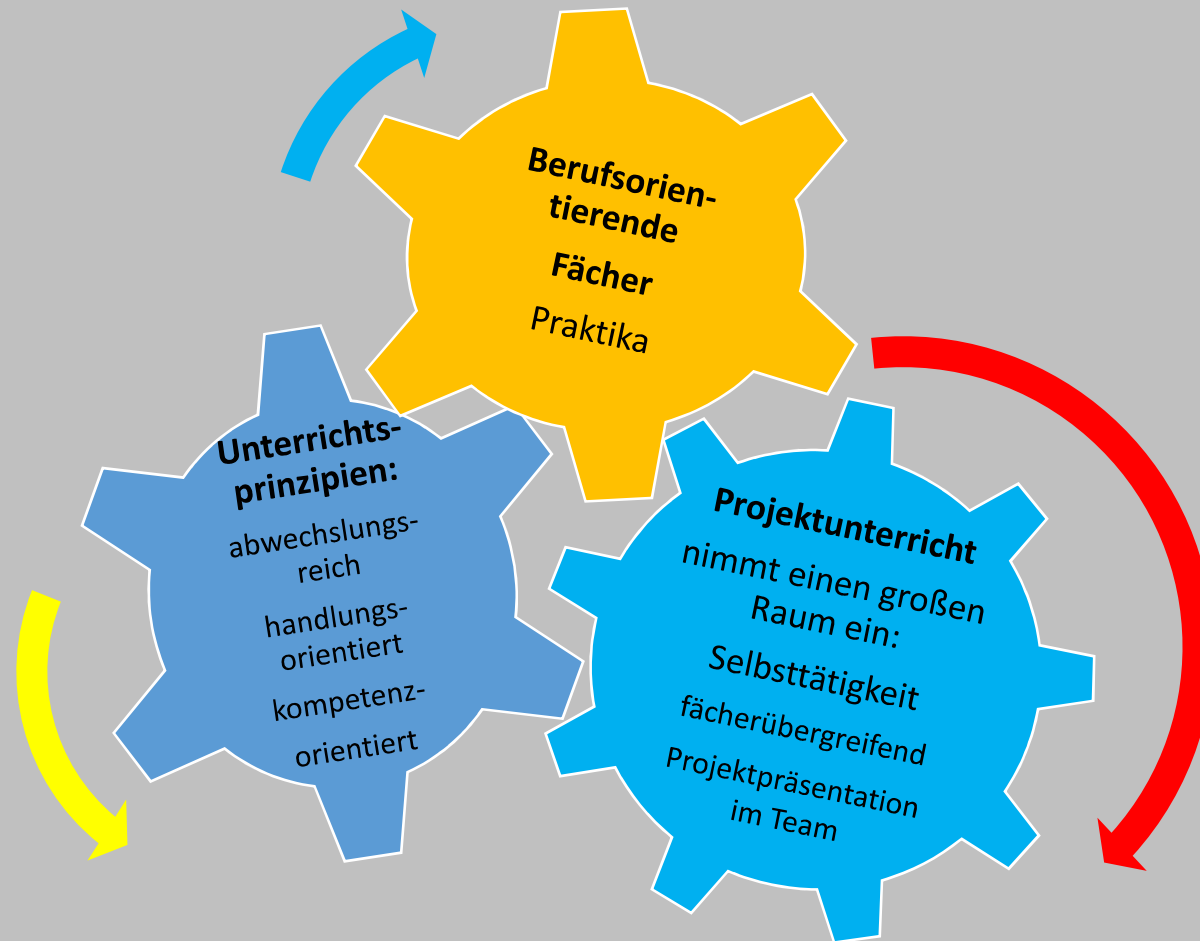 Berufsorien-
tierende
Fächer
Praktika
Unterrichts-
prinzipien:
abwechslungs-
reich
handlungs-
orientiert
kompetenz-
orientiert
Projektunterricht
nimmt einen großen
Raum ein:
Selbsttätigkeit
fächerübergreifend
Projektpräsentation
im Team